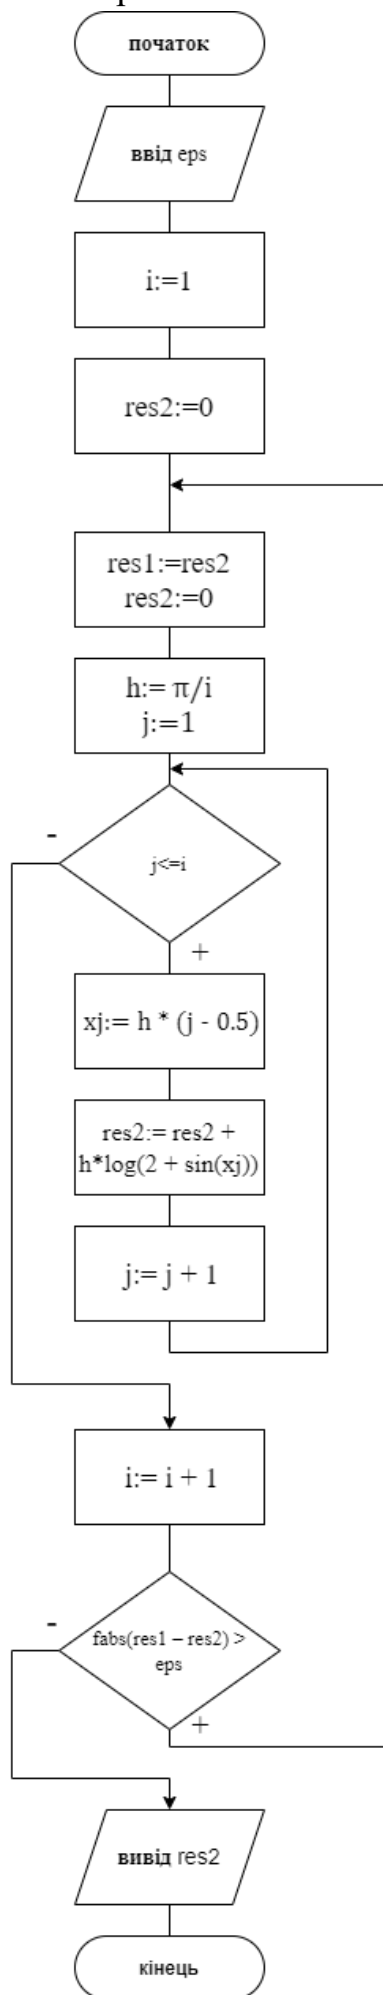 початок
ввід eps
i:=1
res2:=0
res1:=res2
res2:=0
h:= π/i
j:=1
-
j<=i
+
xj:= h * (j - 0.5)
res2:= res2 +
h*log(2 + sin(xj))
j:= j + 1
i:= i + 1
-
fabs(res1 – res2) >
eps
+
вивід res2
кінець